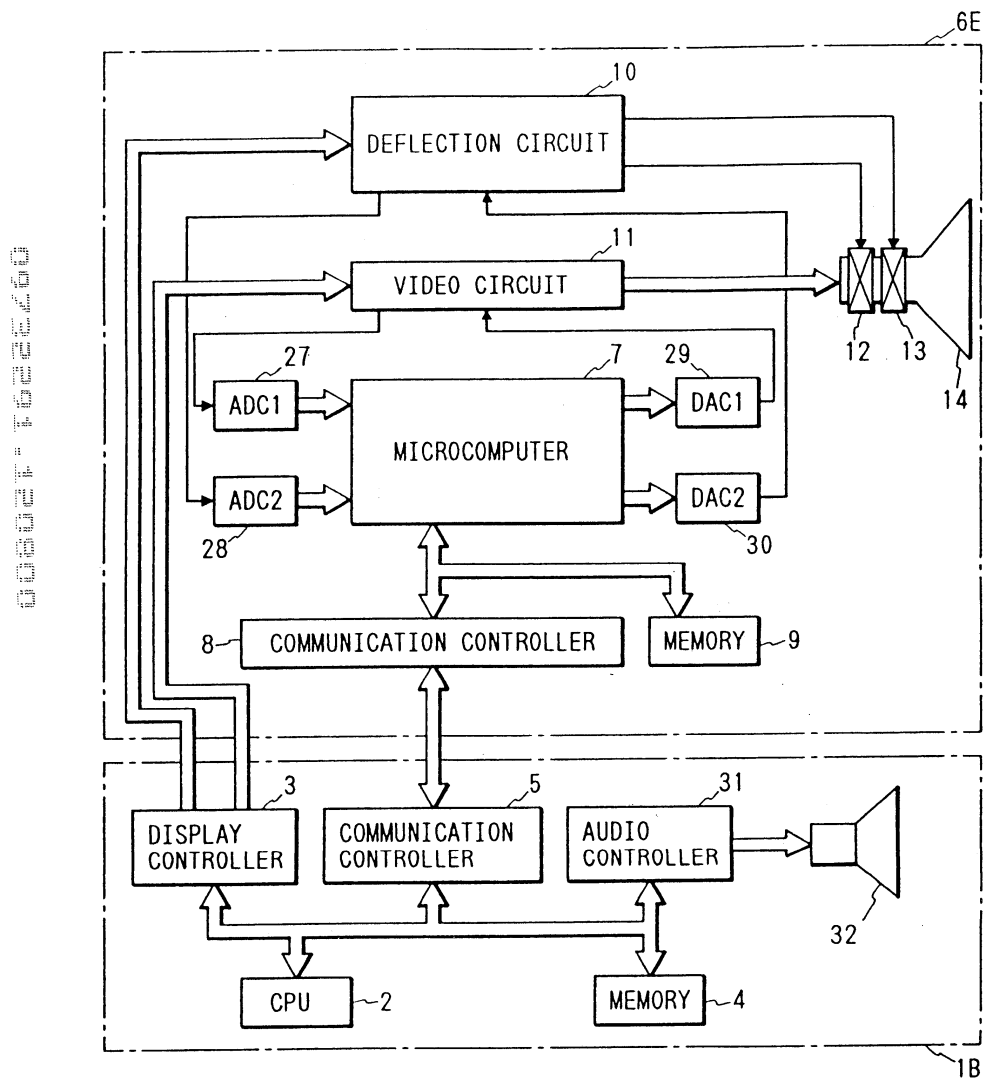 6E
10
DEFLECTION CIRCUIT
11
VIDEO CIRCUIT
12
13
14
27
ADC1
7
MICROCOMPUTER
29
DAC1
ADC2
28
DAC2
30
8
COMMUNICATION CONTROLLER
MEMORY
9
3
DISPLAY
CONTROLLER
5
COMMUNICATION
CONTROLLER
31
AUDIO
CONTROLLER
32
CPU
2
MEMORY
4
1B